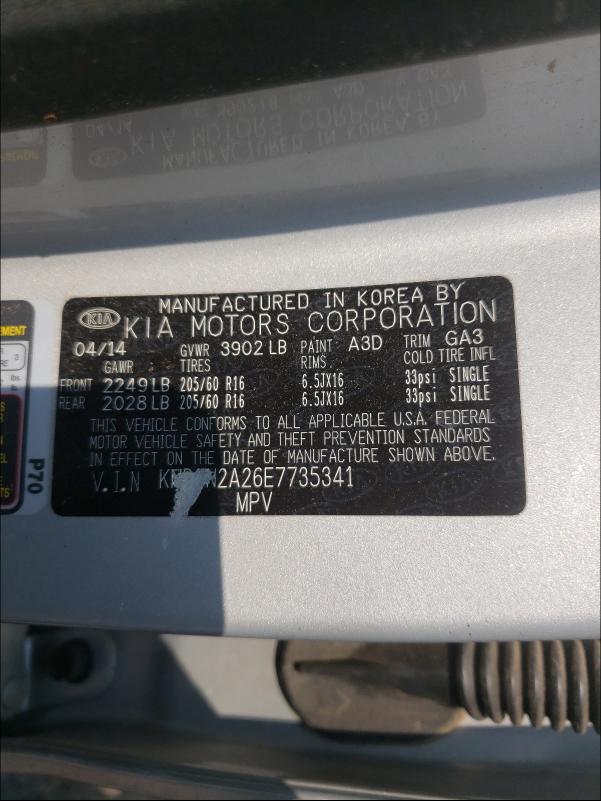 MANUFACTURED IN KOREA BY
KIA KIA MOTORS CORPORATION
04/14 GVWR 3902 LB PAINT A3D TRIM GA3
GAWR TIRES RIMS COLD TIRE INFL
FRONT 2249 LB 205/60 R16 6.5JX16 33psi SINGLE
REAR 2028 LB 205/60 R16 6.5JX16 33psi SINGLE
THIS VEHICLE CONFORMS TO ALL APPLICABLE U.S.A. FEDERAL
MOTOR VEHICLE SAFETY AND THEFT PREVENTION STANDARDS
IN EFFECT ON THE DATE OF MANUFACTURE SHOWN ABOVE.
V.I.N
MPV
P70